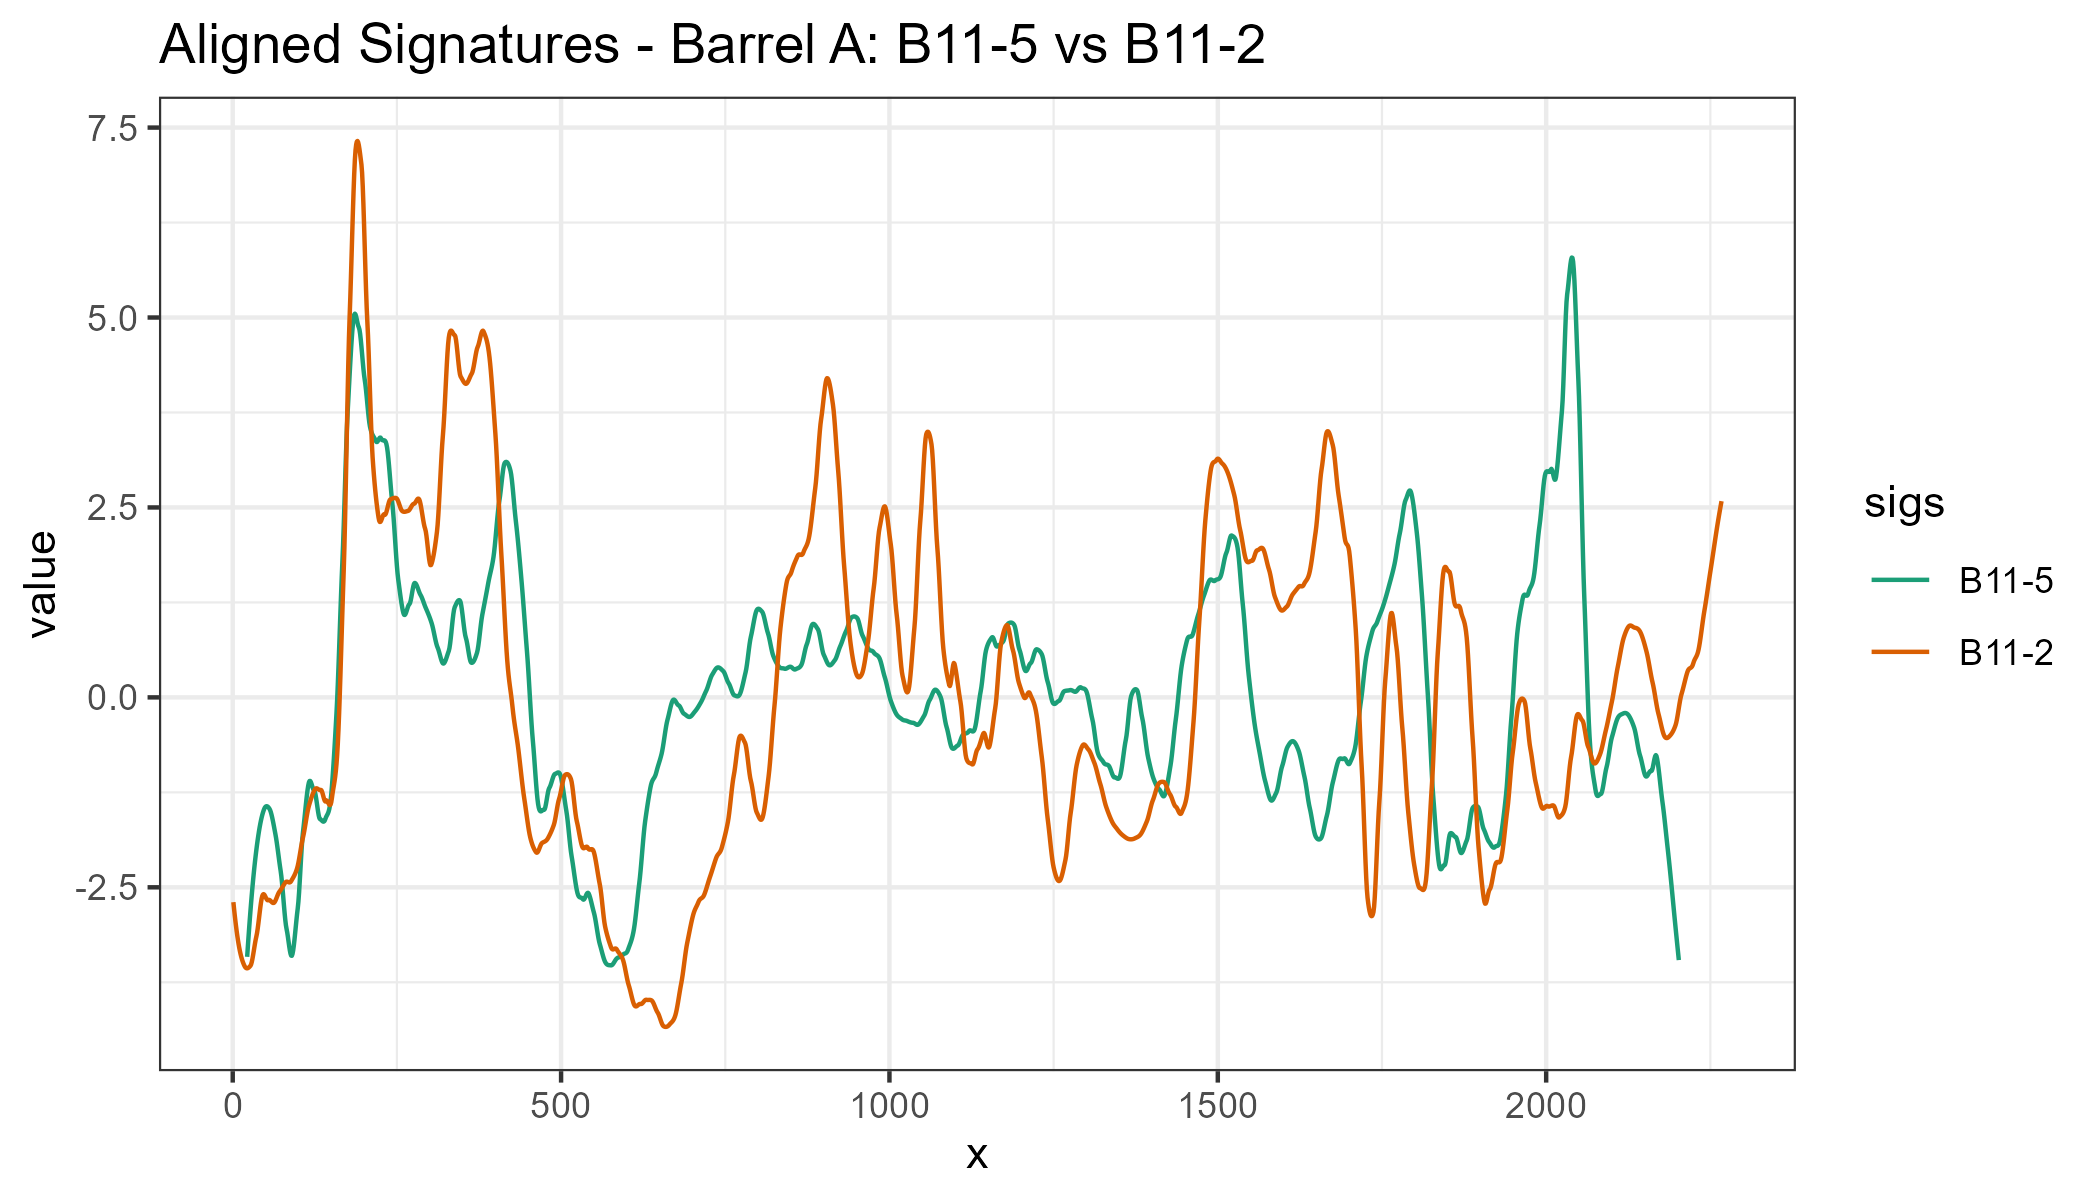 Aligned Signatures - Barrel A: B11-5 vs B11-2
7.5
5.0
2.5
0.0
-2.5
value
0 500 1000 1500 2000
x
sigs
B11-5
B11-2